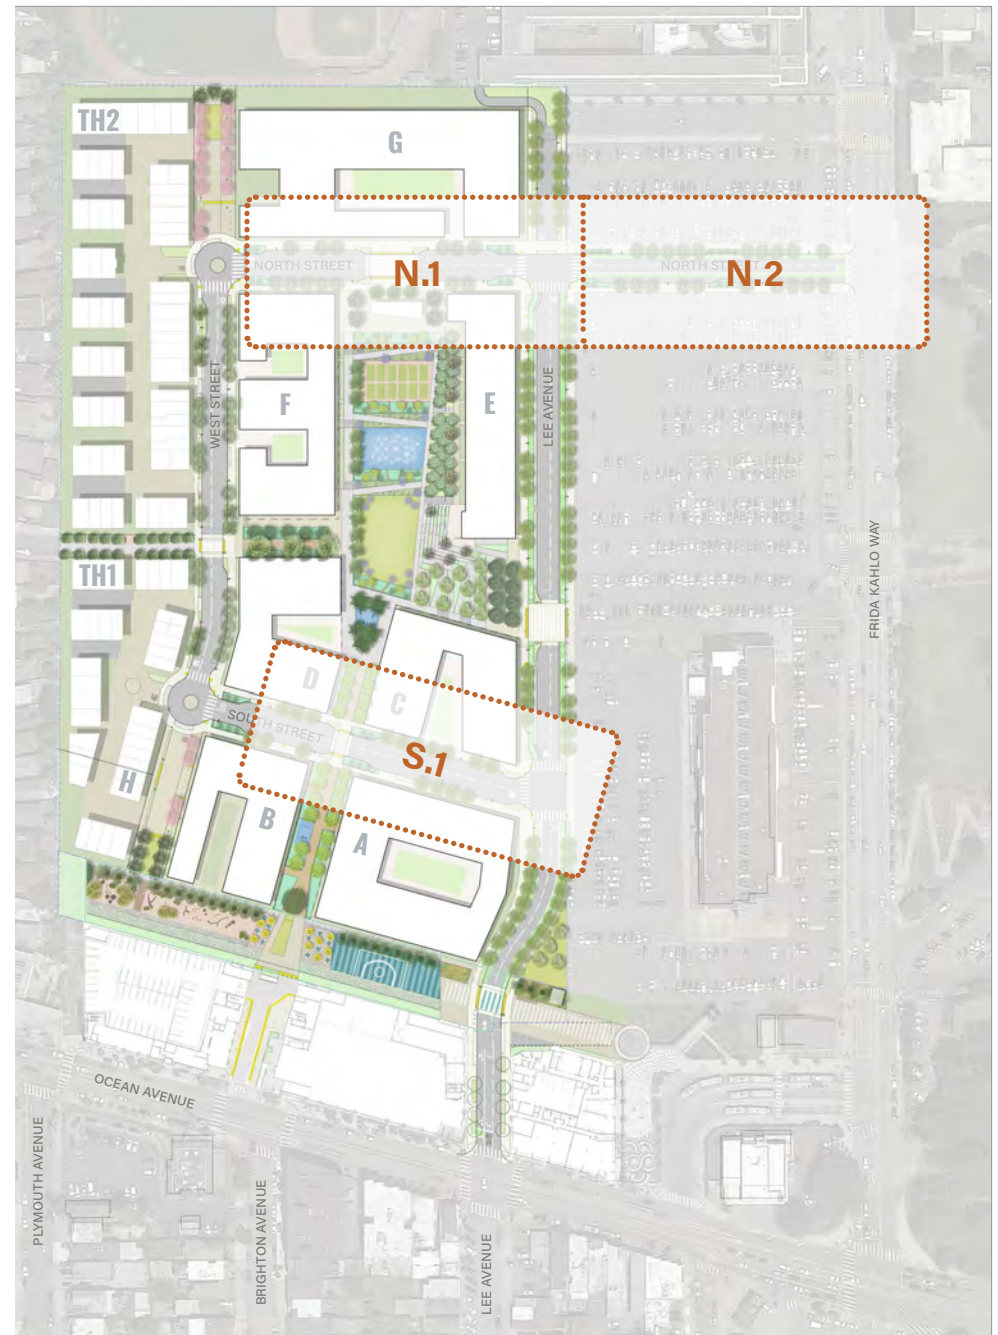 TH2
G
NORTH STREET
N.1
NORTH STREET
N.2
WEST STREET
F
E
LEE AVENUE
FRIDA KAHLO WAY
TH1
D
C
SOUTH STREET
S.1
H
B
A
OCEAN AVENUE
PLYMOUTH AVENUE
BRIGHTON AVENUE
LEE AVENUE